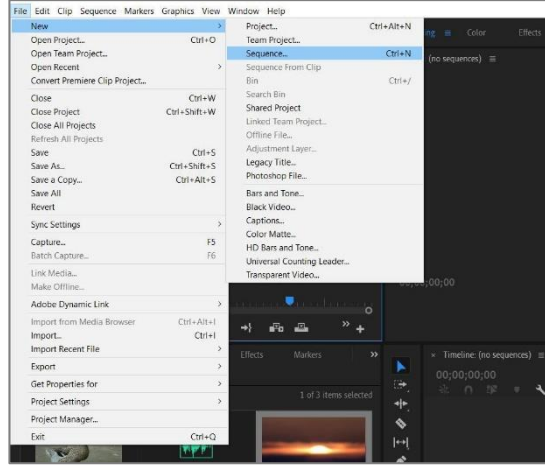 File Edit Clip Sequence Markers Graphics View Window Help
New >
Open Project... Ctrl+O
Open Team Project...
Open Recent >
Convert Premiere Clip Project...
Close Ctrl+W
Close Project Ctrl+Shift+W
Close All Projects
Refresh All Projects
Save Ctrl+S
Save As... Ctrl+Shift+S
Save a Copy... Ctrl+Alt+S
Save All
Revert
Sync Settings >
Capture... F5
Batch Capture... F6
Link Media...
Make Offline...
Adobe Dynamic Link >
Import from Media Browser Ctrl+Alt+I
Import... Ctrl+I
Import Recent File >
Export >
Get Properties for >
Project Settings >
Project Manager...
Exit Ctrl+Q
Project... Ctrl+Alt+N
Team Project...
Sequence... Ctrl+N
Sequence From Clip
Bin Ctrl+/
Search Bin
Shared Project
Linked Team Project...
Offline File...
Adjustment Layer...
Legacy Title...
Photoshop File...
Bars and Tone...
Black Video...
Captions...
Color Matte...
HD Bars and Tone...
Universal Counting Leader...
Transparent Video...
Color Effects
(no sequences)
00;00;00
Effects Markers >>
1 of 3 items selected
× Timeline: (no sequences)
00;00;00;00